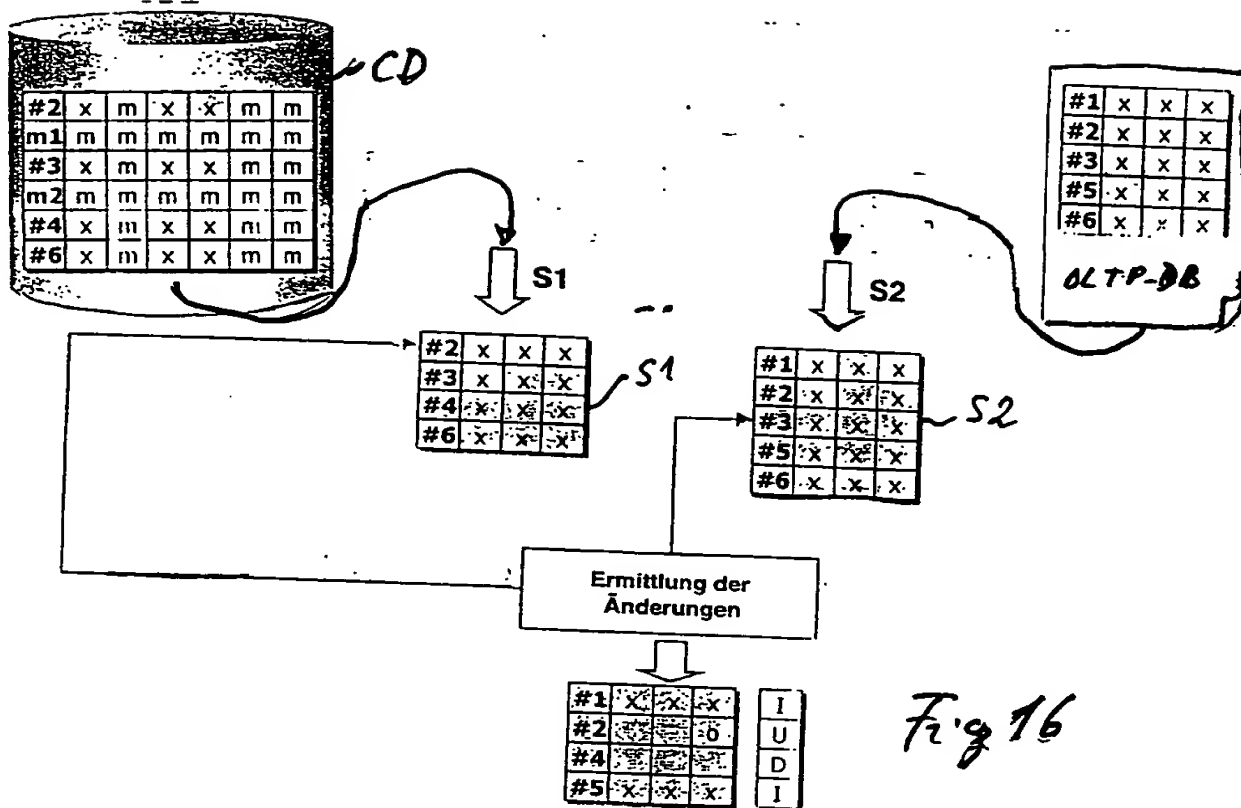 CD
#2 x m x x m m
m1 m m m m m m
#3 x m x x m m
m2 m m m m m m
#4 x m x x m m
#6 x m x x m m
#1 x x x
#2 x x x
#3 x x x
#5 x x x
#6 x x x
OLTP-DB
S1
S2
#2 x x x
#3 x x x
#4 x x x
#6 x x x
S1
#1 x x x
#2 x x x
#3 x x x
#5 x x x
#6 x x x
S2
Ermittlung der
Änderungen
#1 x x x I
#2 o U
#4 D
#5 x x x I
Fig 16